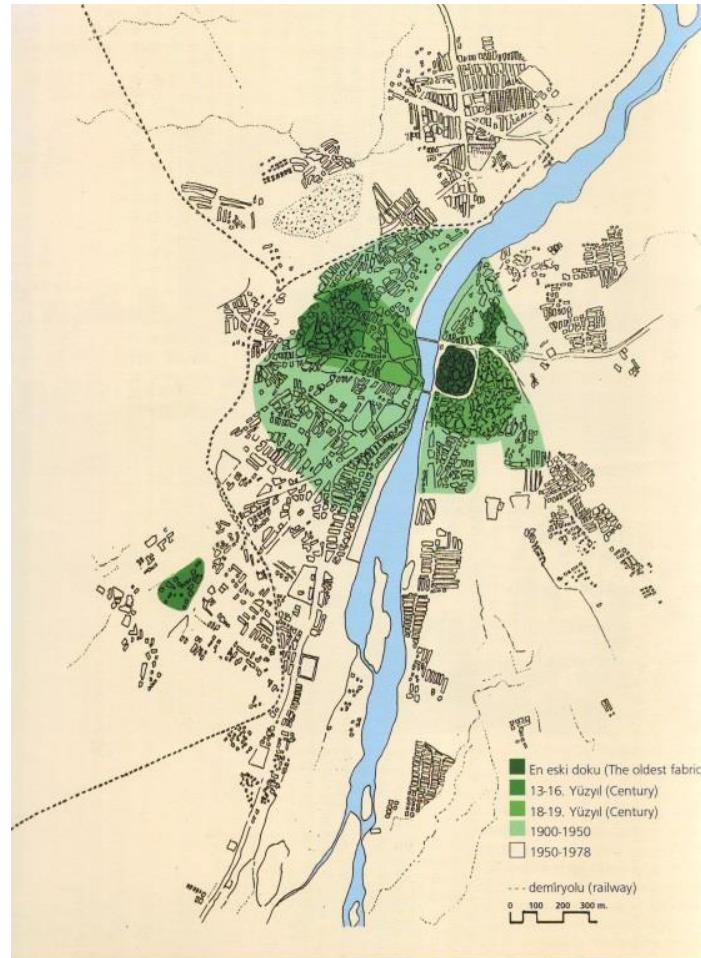 En eski doku (The oldest fabric
13-16. Yüzyıl (Century)
18-19. Yüzyıl (Century)
1900-1950
1950-1978
demiryolu (railway)
0 100 200 300 m.